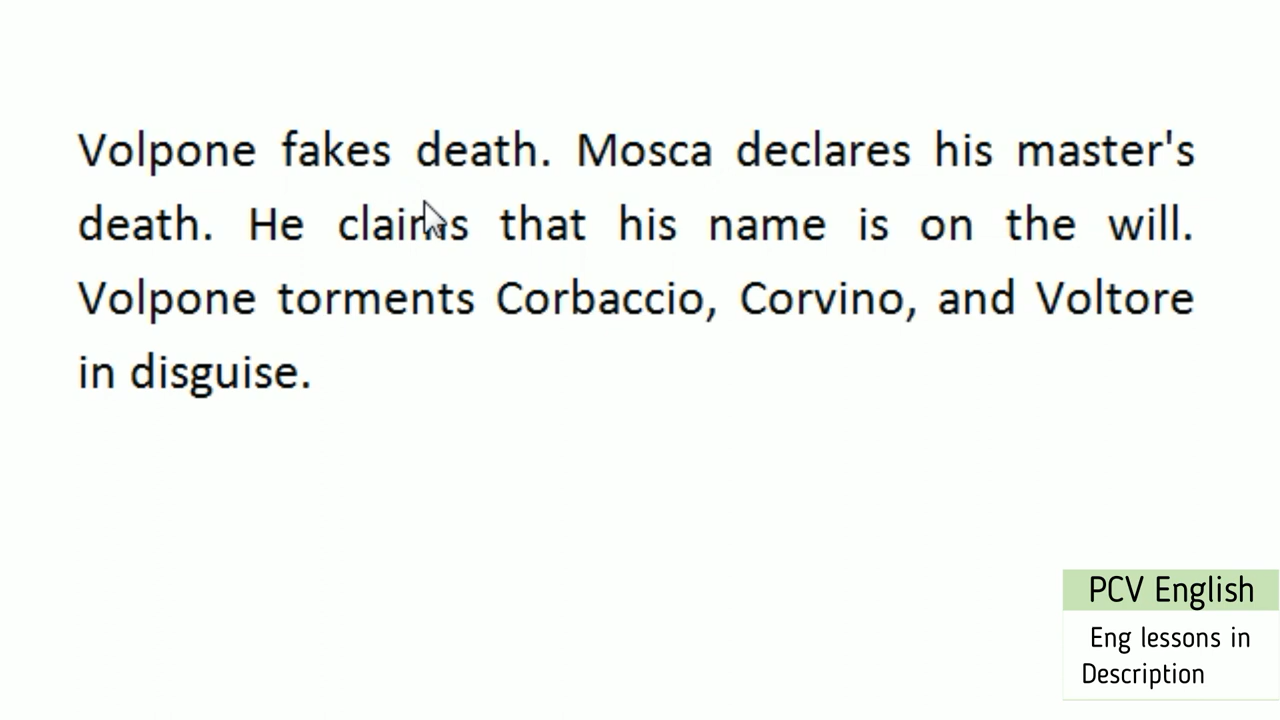 Volpone fakes death. Mosca declares his master's
death. He claims that his name is on the will.
Volpone torments Corbaccio, Corvino, and Voltore
in disguise.
PCV English
Eng lessons in
Description